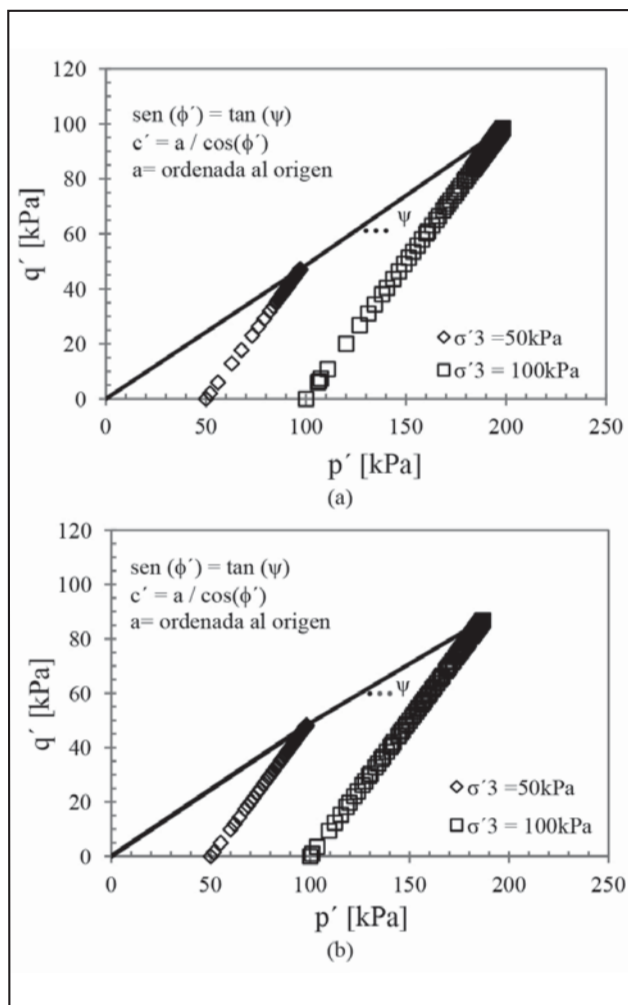 120
100
80
60
40
20
0
q´ [kPa]
sen (ϕ´) = tan (ψ)
c´ = a / cos(ϕ´)
a= ordenada al origen
ψ
σ´3 =50kPa
σ´3 = 100kPa
0 50 100 150 200 250
p´ [kPa]
(a)
120
100
80
60
40
20
0
q´ [kPa]
sen (ϕ´) = tan (ψ)
c´ = a / cos(ϕ´)
a= ordenada al origen
ψ
σ´3 =50kPa
σ´3 = 100kPa
0 50 100 150 200 250
p´ [kPa]
(b)